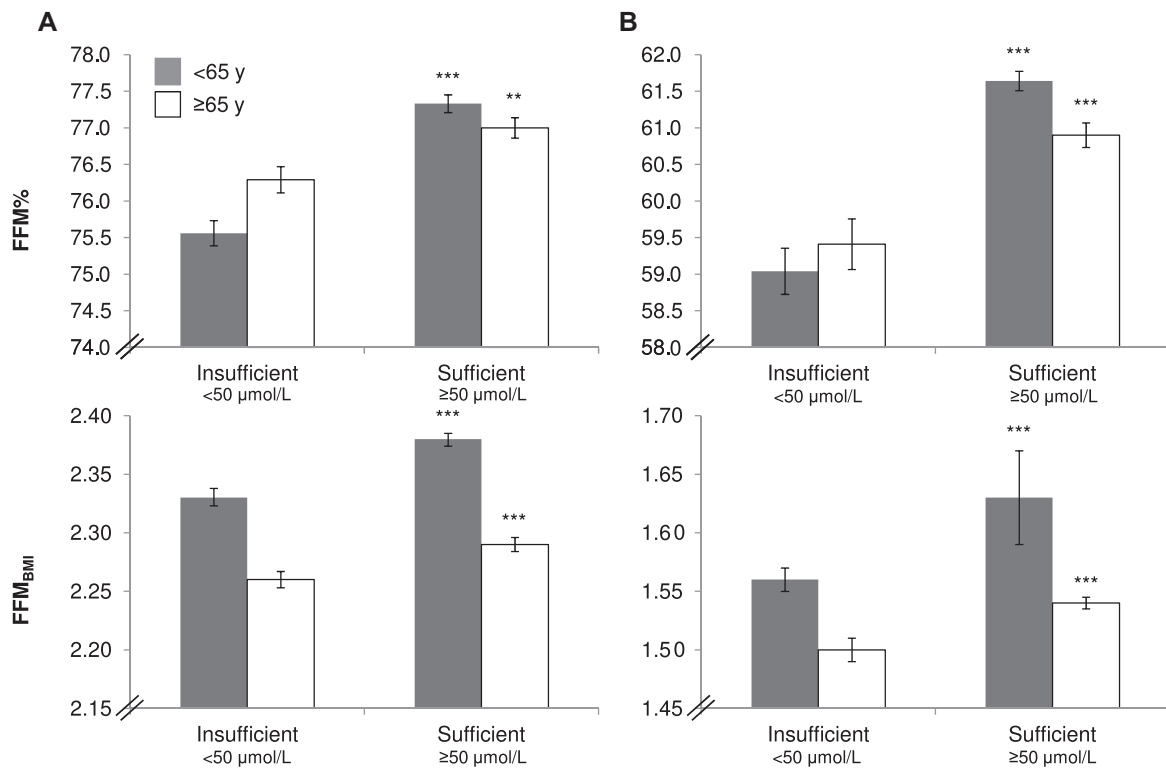 A
78.0
77.5
77.0
76.5
76.0
75.5
75.0
74.5
74.0
FFM%
<65 y
≥65 y
***
**
Insufficient
<50 µmol/L
Sufficient
≥50 µmol/L
B
62.0
61.5
61.0
60.5
60.0
59.5
59.0
58.5
58.0
***
***
Insufficient
<50 µmol/L
Sufficient
≥50 µmol/L
2.40
2.35
2.30
2.25
2.20
2.15
FFM BMI
***
***
Insufficient
<50 µmol/L
Sufficient
≥50 µmol/L
1.70
1.65
1.60
1.55
1.50
1.45
***
***
Insufficient
<50 µmol/L
Sufficient
≥50 µmol/L